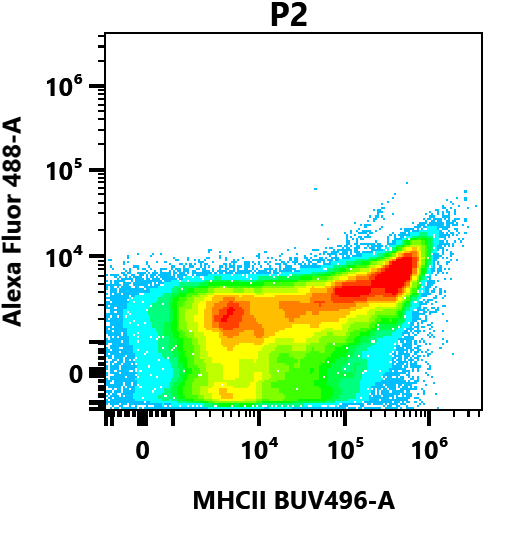 P2
10⁶
10⁵
10⁴
0
Alexa Fluor 488-A
0 10⁴ 10⁵ 10⁶
MHCII BUV496-A